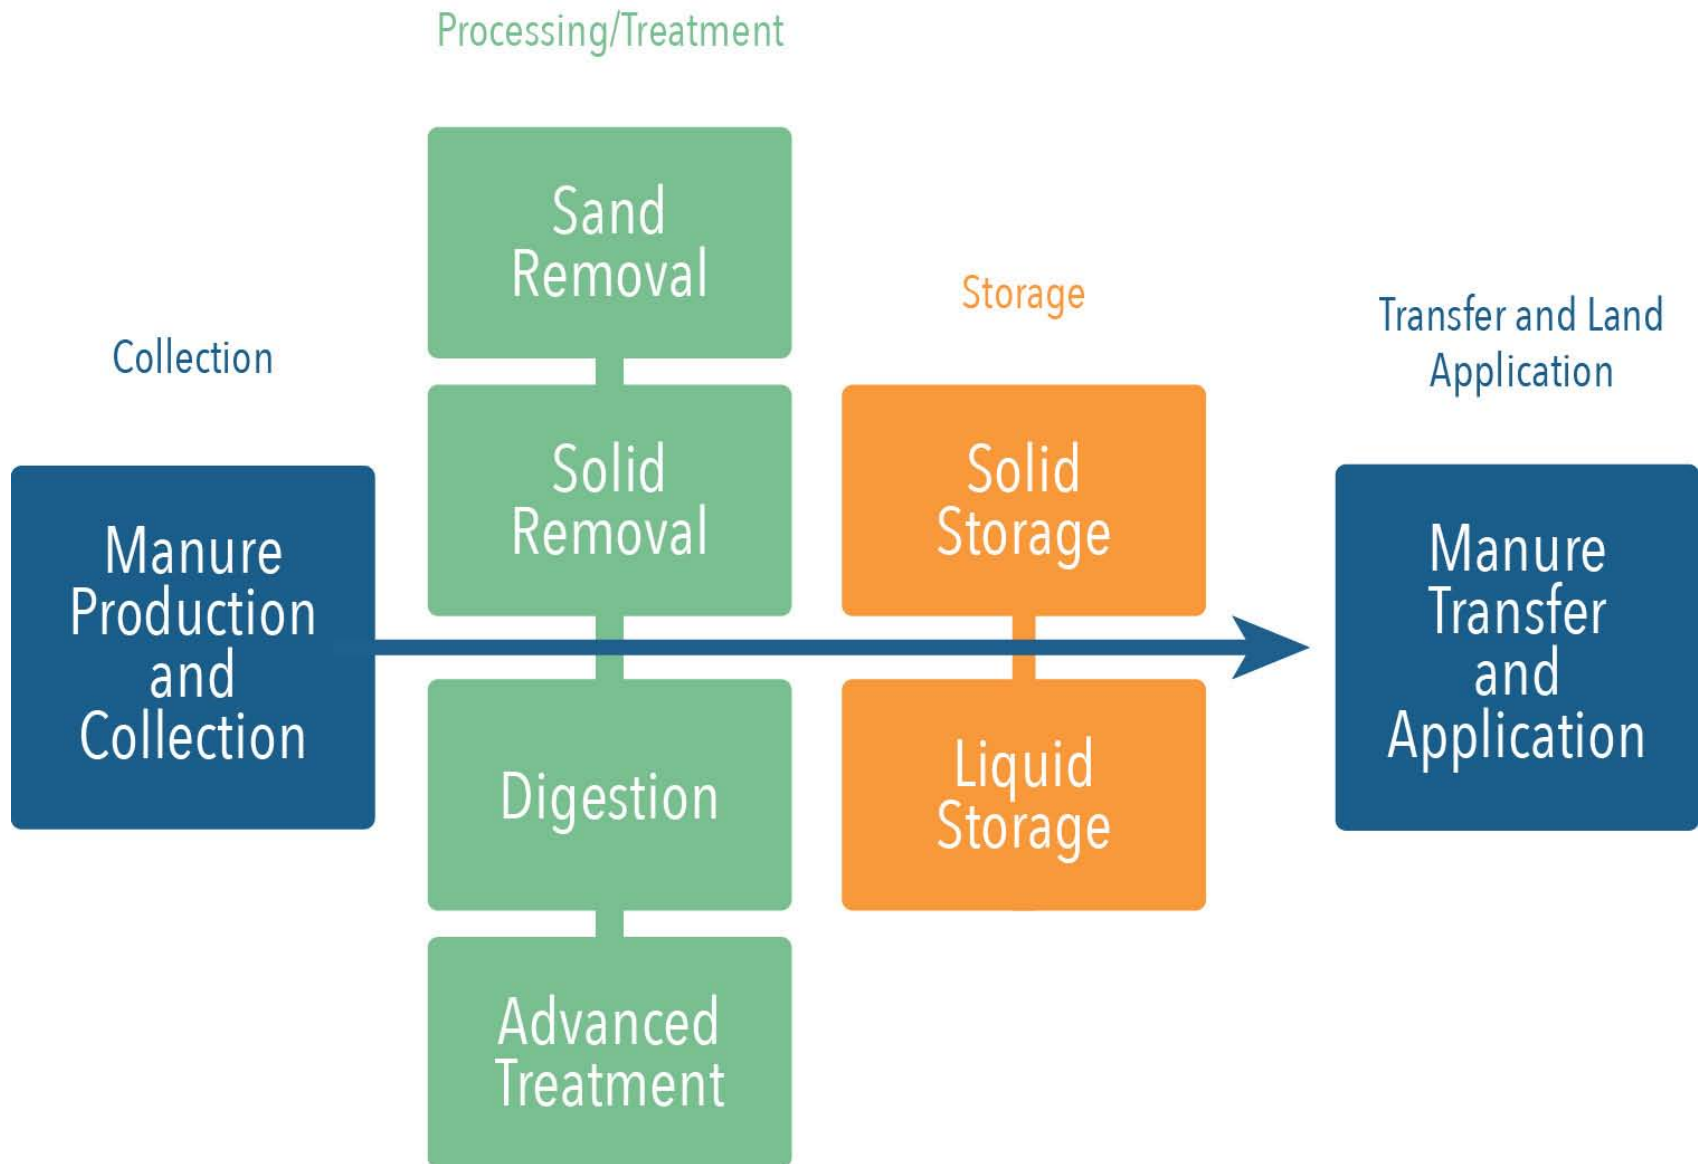 Processing/Treatment
Sand
Removal
Storage
Transfer and Land
Application
Collection
Solid
Removal
Solid
Storage
Manure
Production
and
Collection
Manure
Transfer
and
Application
Digestion
Liquid
Storage
Advanced
Treatment